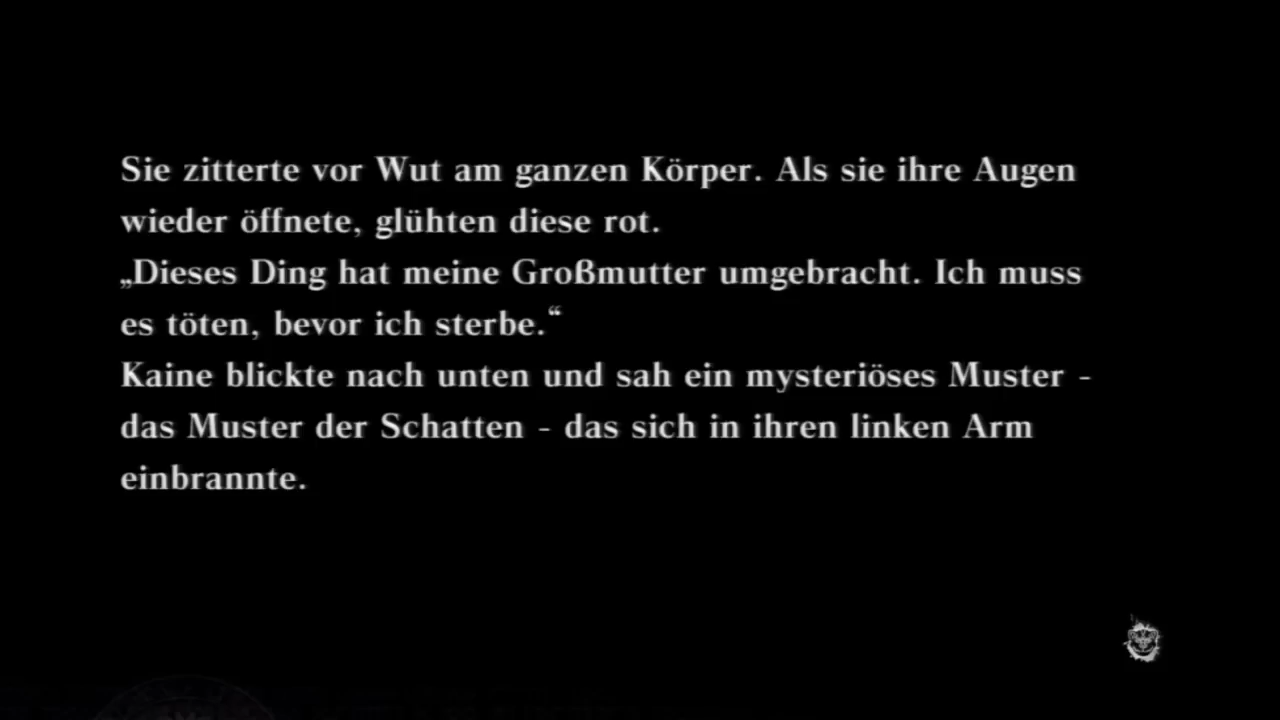 Sie zitterte vor Wut am ganzen Körper. Als sie ihre Augen
wieder öffnete, glühten diese rot.
„Dieses Ding hat meine Großmutter umgebracht. Ich muss
es töten, bevor ich sterbe.“
Kaine blickte nach unten und sah ein mysteriöses Muster -
das Muster der Schatten - das sich in ihren linken Arm
einbrannte.